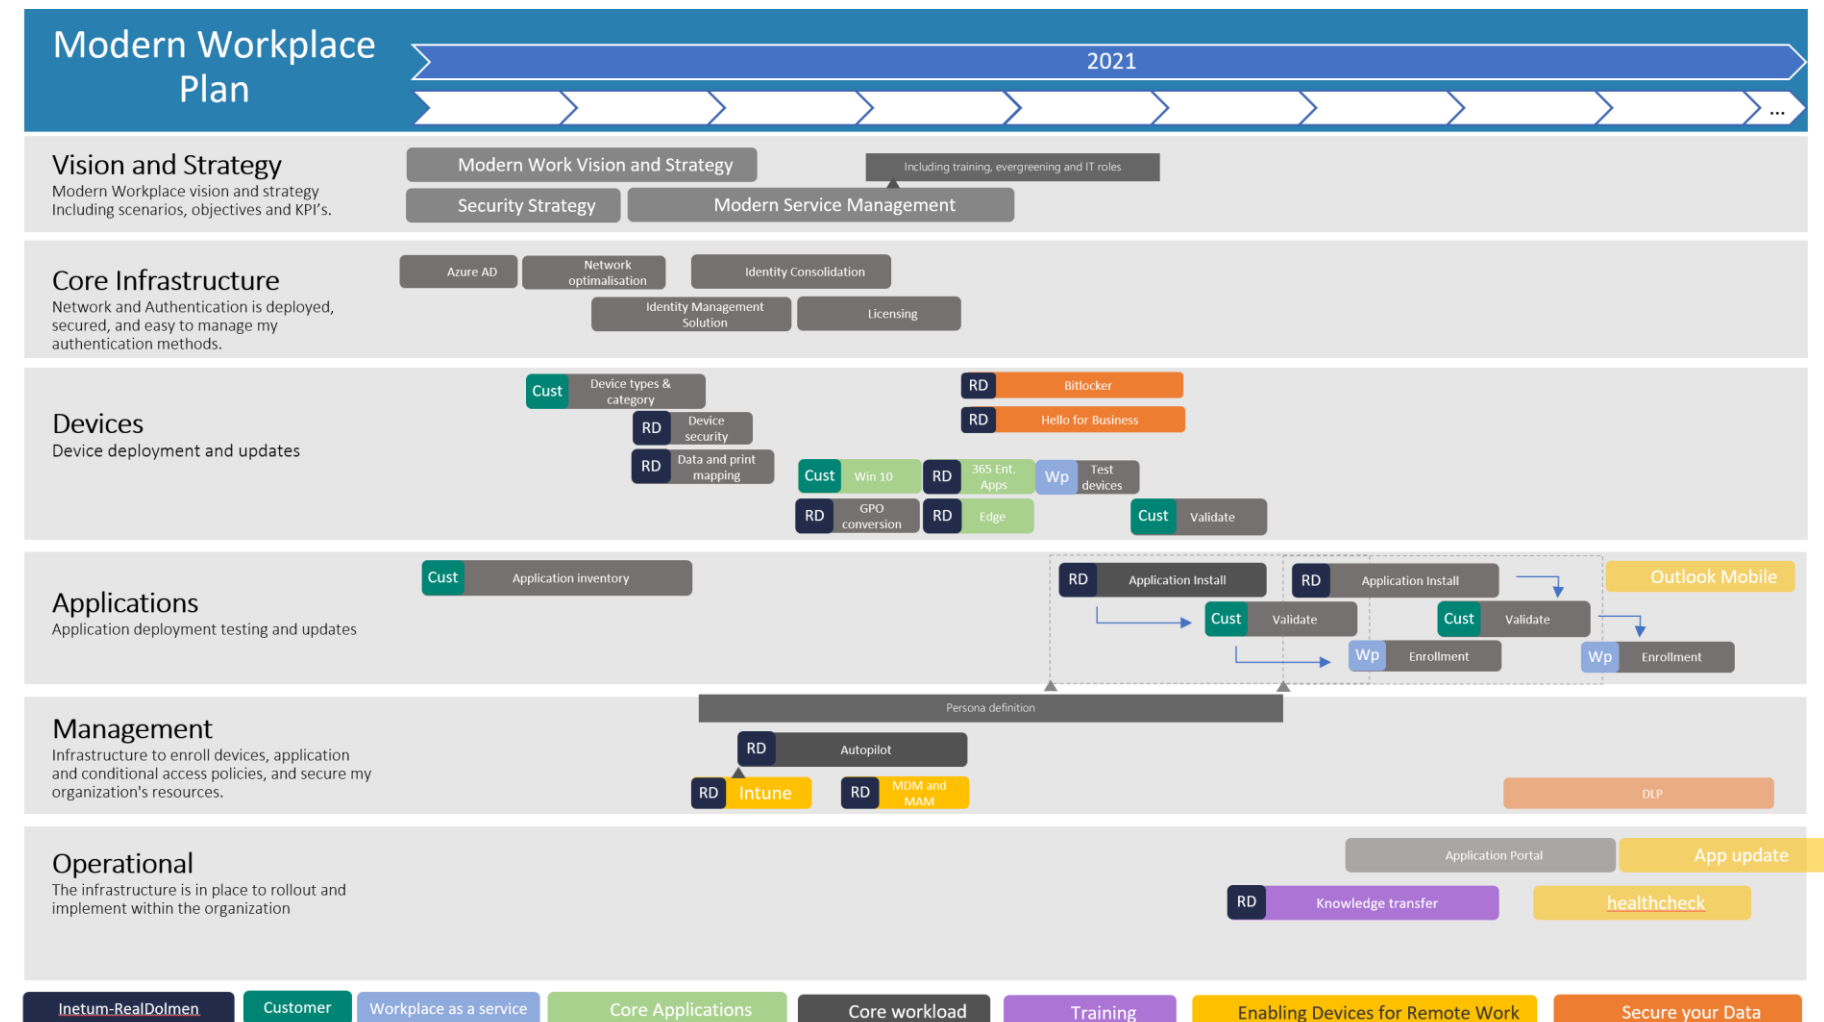 Modern Workplace
Plan
2021
...
Vision and Strategy
Modern Workplace vision and strategy
Including scenarios, objectives and KPI's.
Modern Work Vision and Strategy
Including training, evergreening and IT roles
Security Strategy
Modern Service Management
Core Infrastructure
Network and Authentication is deployed,
secured, and easy to manage my
authentication methods.
Azure AD
Network
optimalisation
Identity Consolidation
Identity Management
Solution
Licensing
Devices
Device deployment and updates
Cust
Device types &
category
RD
Bitlocker
RD
Device
security
RD
Hello for Business
RD
Data and print
mapping
Cust
Win 10
RD
365 Ent.
Apps
Wp
Test
devices
RD
GPO
conversion
RD
Edge
Cust
Validate
Applications
Application deployment testing and updates
Cust
Application inventory
RD
Application Install
RD
Application Install
Outlook Mobile
Cust
Validate
Cust
Validate
Wp
Enrollment
Wp
Enrollment
Management
Infrastructure to enroll devices, application
and conditional access policies, and secure my
organization's resources.
Persona definition
RD
Autopilot
RD
Intune
RD
MDM and
MAM
DLP
Operational
The infrastructure is in place to rollout and
implement within the organization
Application Portal
App update
RD
Knowledge transfer
healthcheck
Inetum-RealDolmen
Customer
Workplace as a service
Core Applications
Core workload
Training
Enabling Devices for Remote Work
Secure your Data